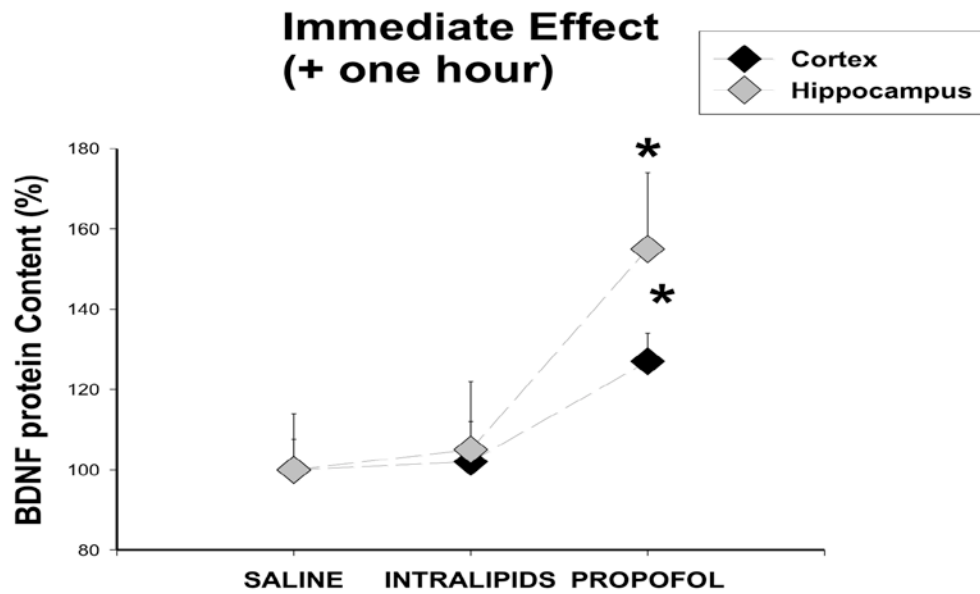 Immediate Effect
(+ one hour)
Cortex
Hippocampus
BDNF protein Content (%)
180
160
140
120
100
80
*
*
SALINE INTRALIPIDS PROPOFOL